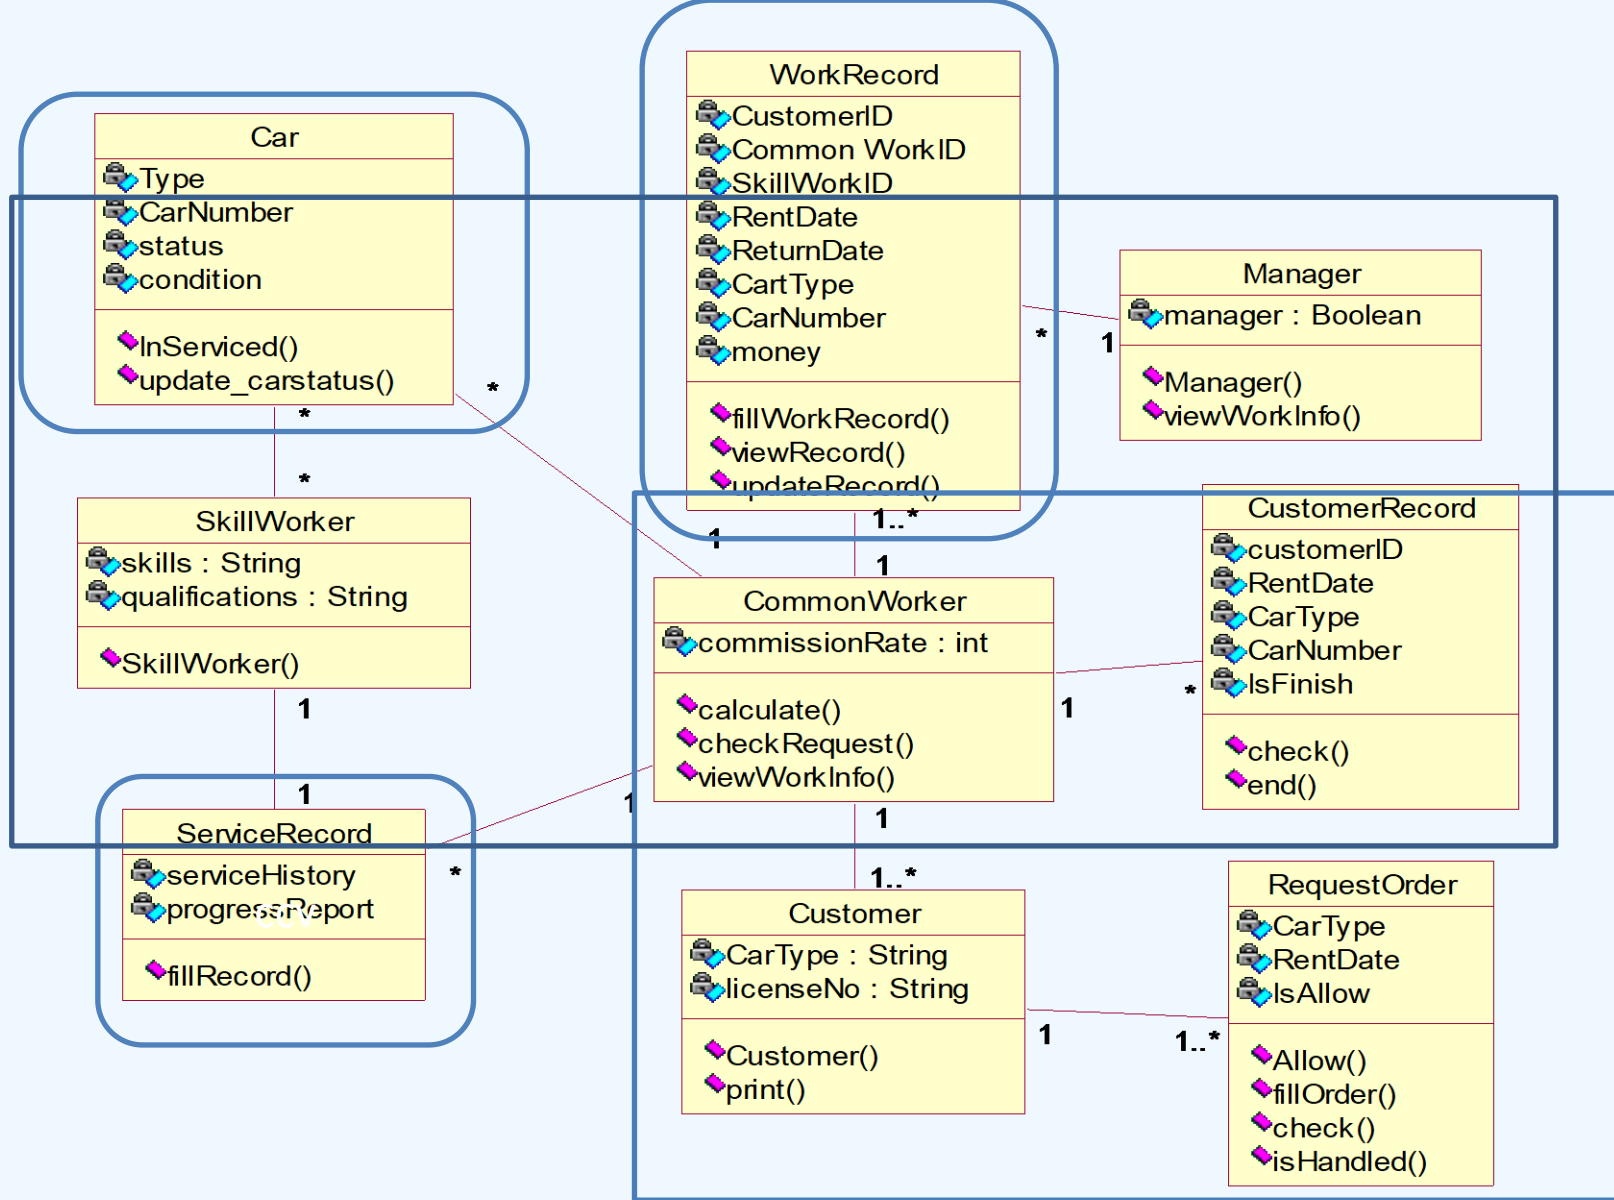 Car
Type
CarNumber
status
condition
InServiced()
update_carstatus()
*
*
*
WorkRecord
CustomerID
Common WorkID
SkillWorkID
RentDate
ReturnDate
CartType
CarNumber
money
fillWorkRecord()
viewRecord()
updateRecord()
*
1
Manager
manager : Boolean
Manager()
viewWorkInfo()
1..*
1
1
SkillWorker
skills : String
qualifications : String
SkillWorker()
1
1
CommonWorker
commissionRate : int
calculate()
checkRequest()
viewWorkInfo()
1
*
CustomerRecord
customerID
RentDate
CarType
CarNumber
IsFinish
check()
end()
1
*
ServiceRecord
serviceHistory
progressReport
fillRecord()
1
1..*
Customer
CarType : String
licenseNo : String
Customer()
print()
1
1..*
RequestOrder
CarType
RentDate
IsAllow
Allow()
fillOrder()
check()
isHandled()